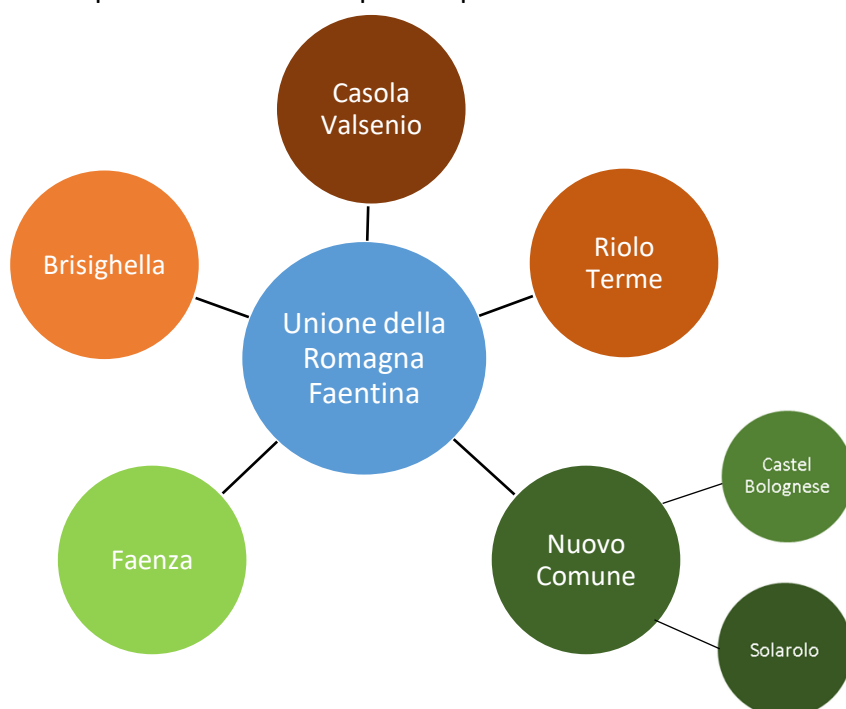 Casola
Valsenio
Brisighella
Riolo
Terme
Unione della
Romagna
Faentina
Castel
Bolognese
Nuovo
Comune
Faenza
Solarolo